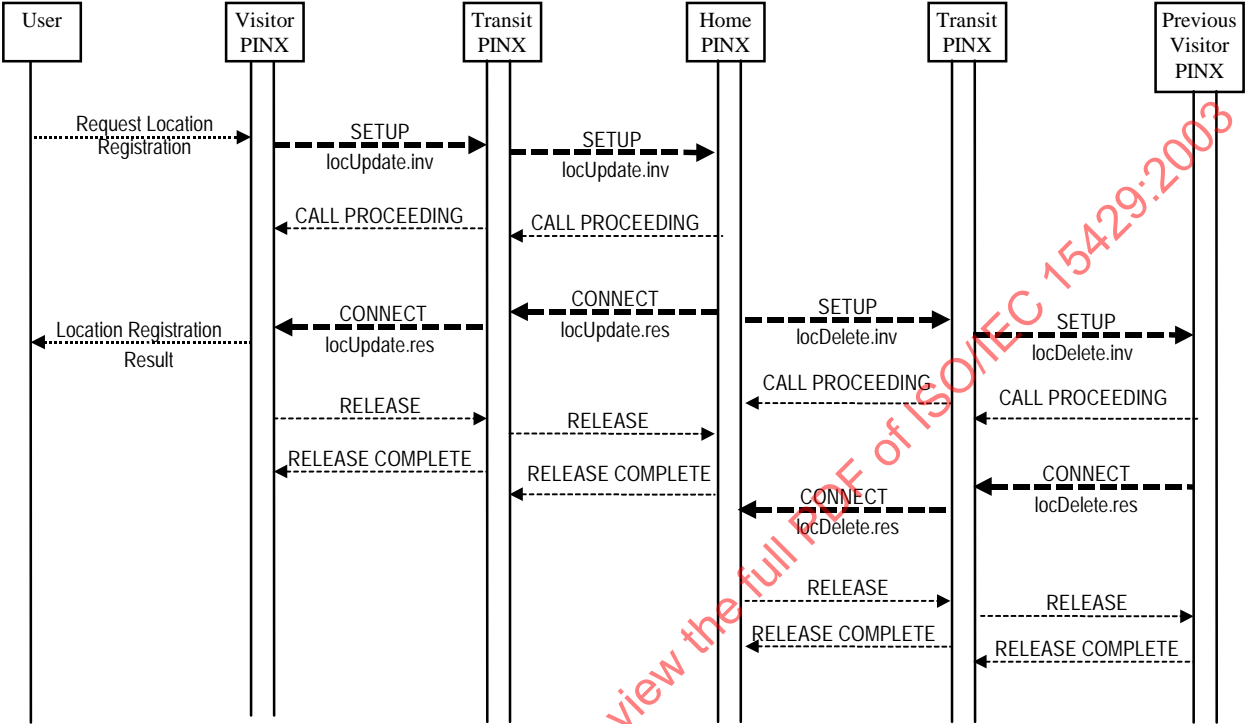 User
Visitor
PINX
Transit
PINX
Home
PINX
Transit
PINX
Previous
Visitor
PINX
Request Location
Registration
SETUP
locUpdate.inv
SETUP
locUpdate.inv
CALL PROCEEDING
CALL PROCEEDING
CONNECT
locUpdate.res
CONNECT
locUpdate.res
Location Registration
Result
SETUP
locDelete.inv
SETUP
locDelete.inv
CALL PROCEEDING
CALL PROCEEDING
RELEASE
RELEASE
RELEASE COMPLETE
RELEASE COMPLETE
CONNECT
locDelete.res
CONNECT
locDelete.res
RELEASE
RELEASE
RELEASE COMPLETE
RELEASE COMPLETE
view the full PDF of ISO/IEC 15429:2003